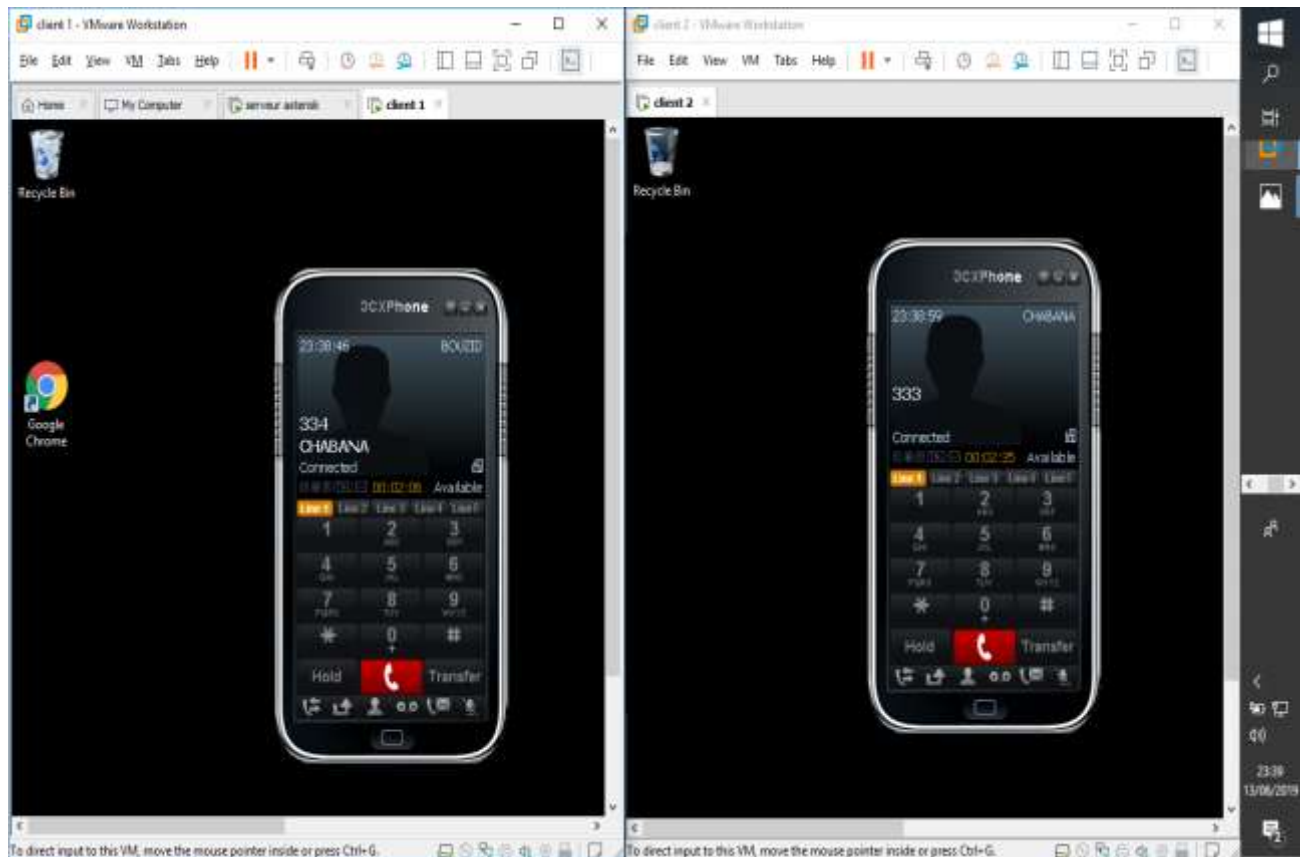 client 1 - VMware Workstation
File Edit View VM Tabs Help
Home My Computer serveur asterisk client 1
Recycle Bin
Google
Chrome
3CXPhone
23:38:46 BOUZID
334
CHABANA
Connected
00:02:06 Available
Line 1 Line 2 Line 3 Line 4 Line 5
1 2 3
4 5 6
7 8 9
* 0 #
+
Hold Transfer
To direct input to this VM, move the mouse pointer inside or press Ctrl+G.
client 2 - VMware Workstation
File Edit View VM Tabs Help
client 2
Recycle Bin
3CXPhone
23:38:59 CHABANA
333
Connected
00:02:35 Available
Line 1 Line 2 Line 3 Line 4 Line 5
1 2 3
4 5 6
7 8 9
* 0 #
+
Hold Transfer
To direct input to this VM, move the mouse pointer inside or press Ctrl+G.
23:39
13/06/2019